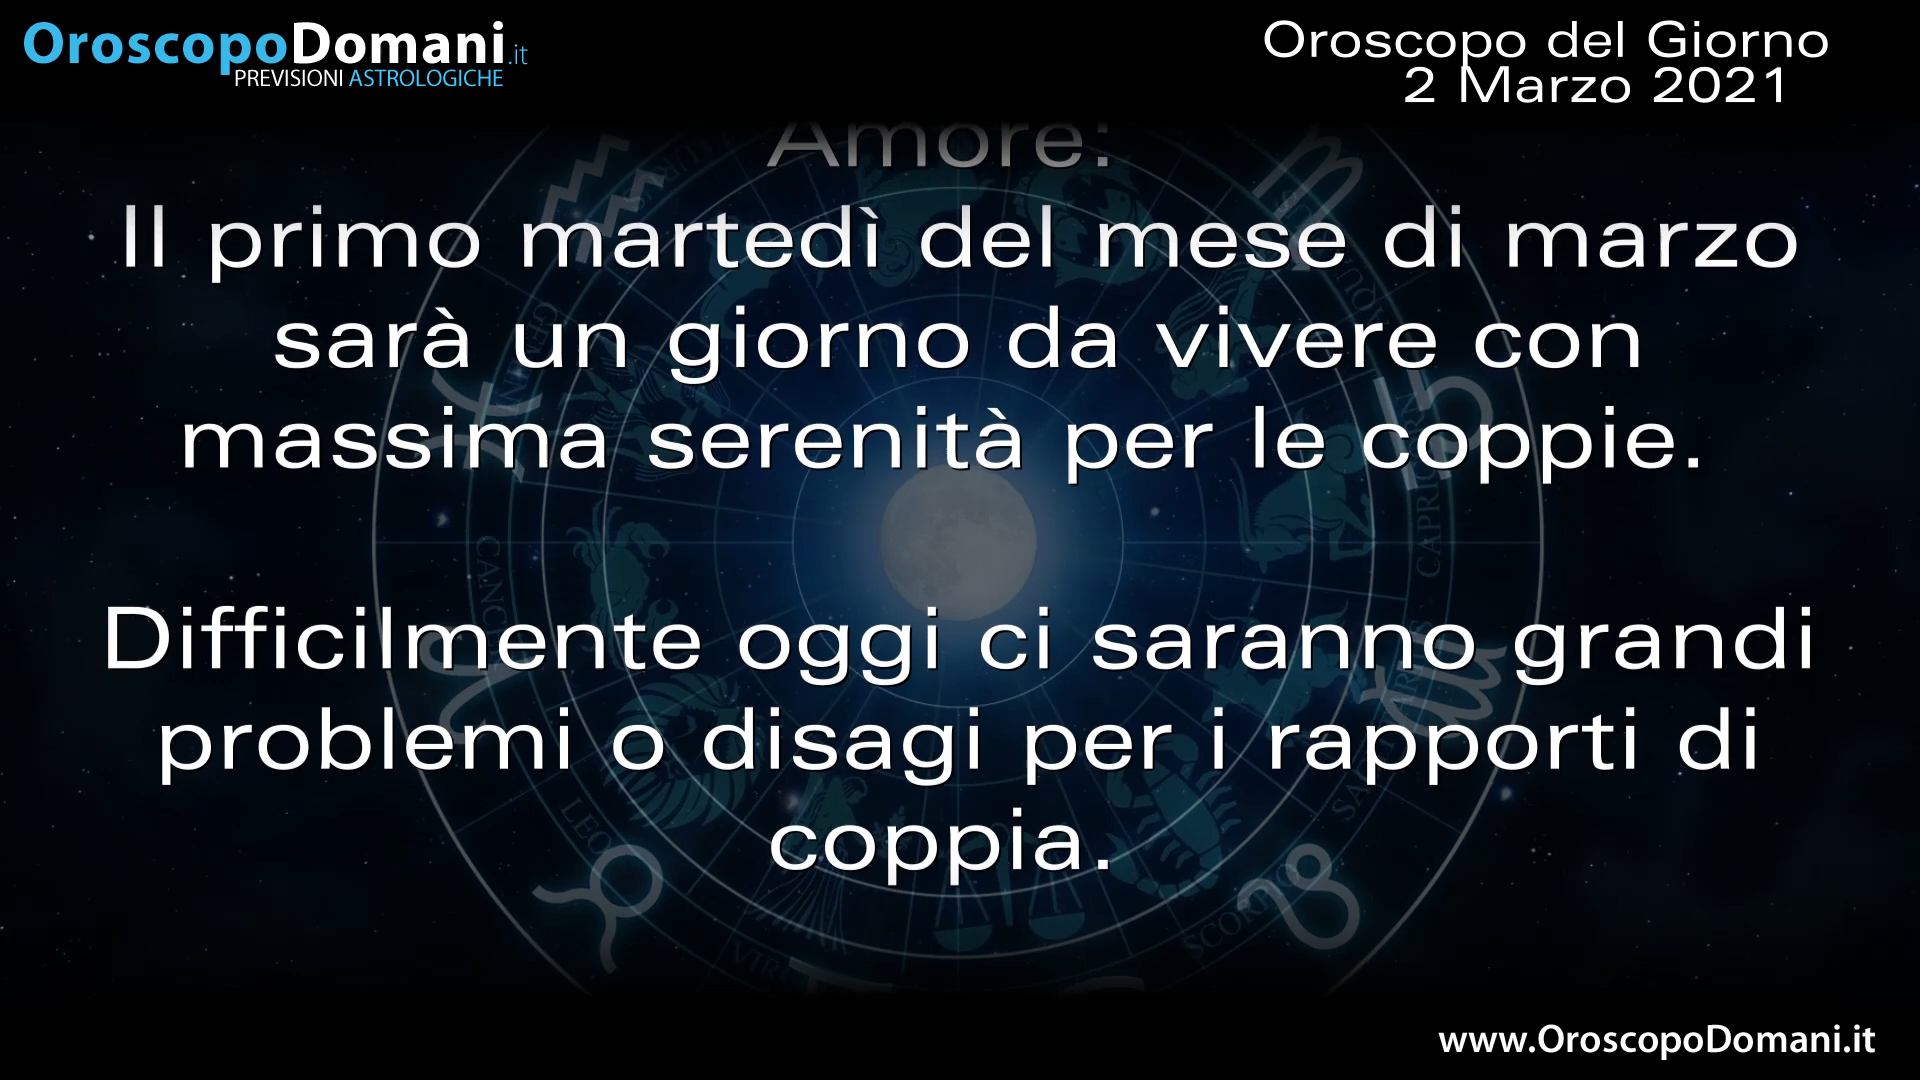 OroscopoDomani.it
PREVISIONI ASTROLOGICHE
Oroscopo del Giorno
2 Marzo 2021
Amore:
Il primo martedì del mese di marzo
sarà un giorno da vivere con
massima serenità per le coppie.
Difficilmente oggi ci saranno grandi
problemi o disagi per i rapporti di
coppia.
LEO
SCORPIO
www.OroscopoDomani.it